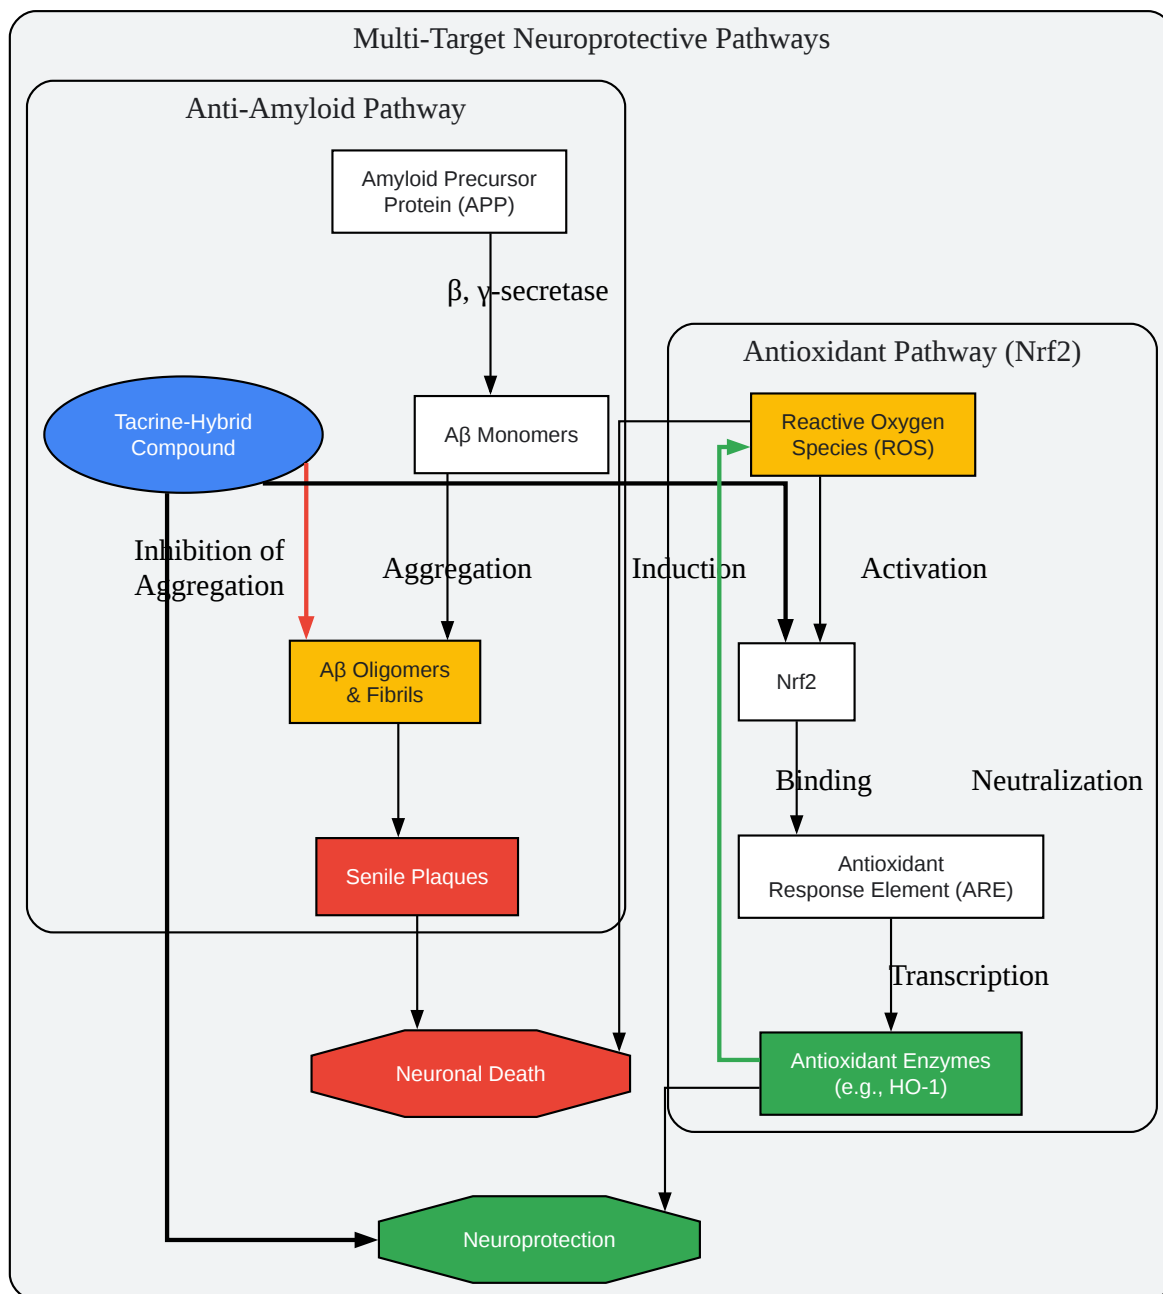 Multi-Target Neuroprotective Pathways
Anti-Amyloid Pathway
Amyloid Precursor
Protein (APP)
β, γ-secretase
Antioxidant Pathway (Nrf2)
Tacrine-Hybrid
Compound
Aβ Monomers
Reactive Oxygen
Species (ROS)
Inhibition of
Aggregation
Aggregation
Induction
Activation
Aβ Oligomers
& Fibrils
Nrf2
Binding
Neutralization
Senile Plaques
Antioxidant
Response Element (ARE)
Transcription
Neuronal Death
Antioxidant Enzymes
(e.g., HO-1)
Neuroprotection